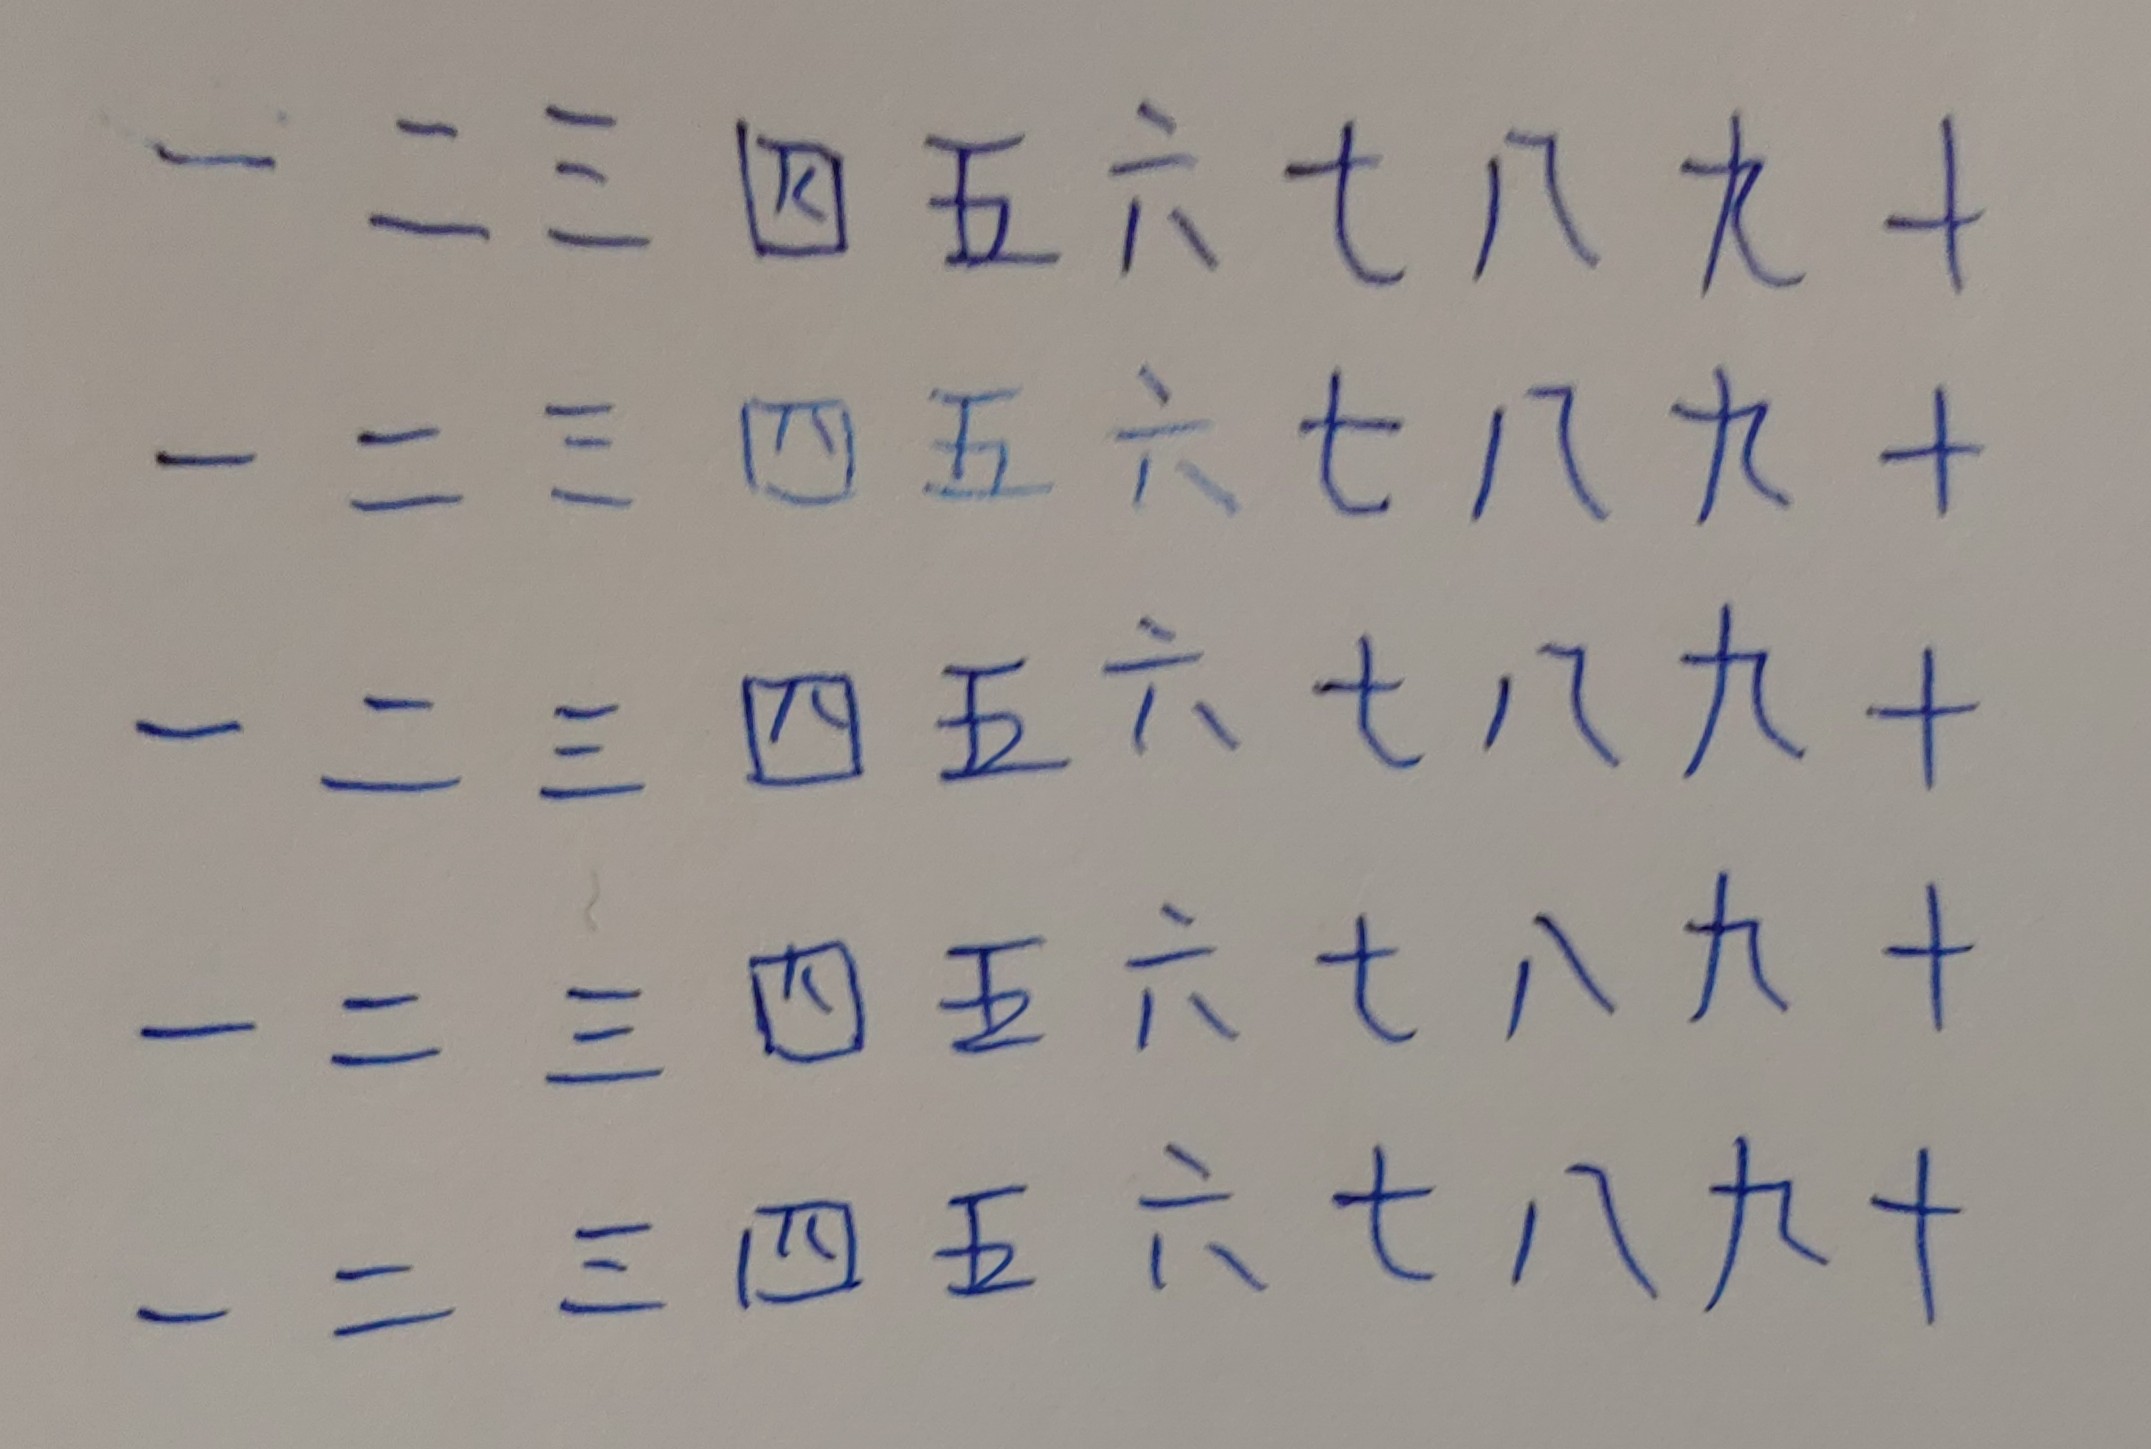 一 二 三 四 五 六 七 八 九 十
一 二 三 四 五 六 七 八 九 十
一 二 三 四 五 六 七 八 九 十
一 二 三 四 五 六 七 八 九 十
一 二 三 四 五 六 七 八 九 十